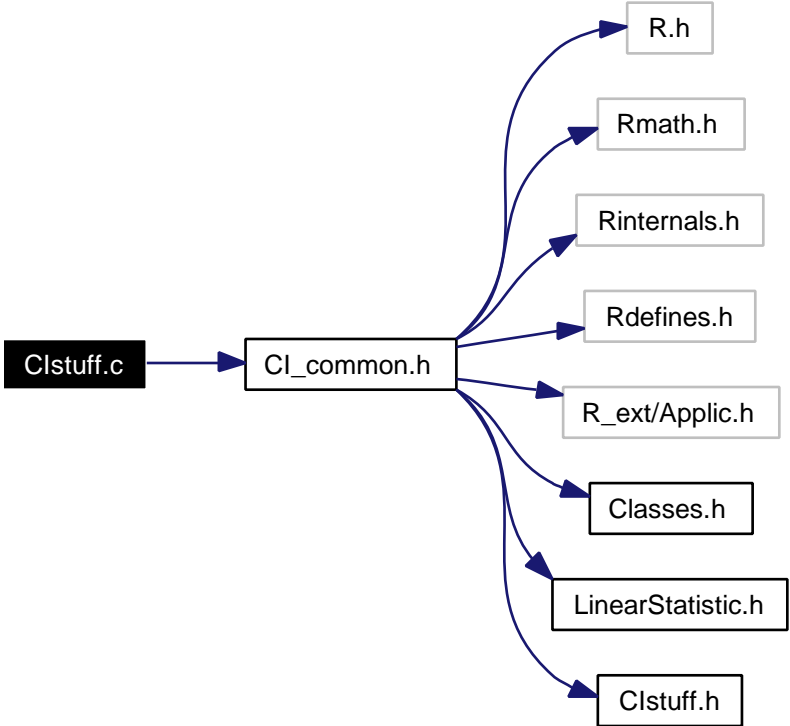 R.h
Rmath.h
Rinternals.h
Rdefines.h
CIstuff.c
CI_common.h
R_ext/Applic.h
Classes.h
LinearStatistic.h
CIstuff.h